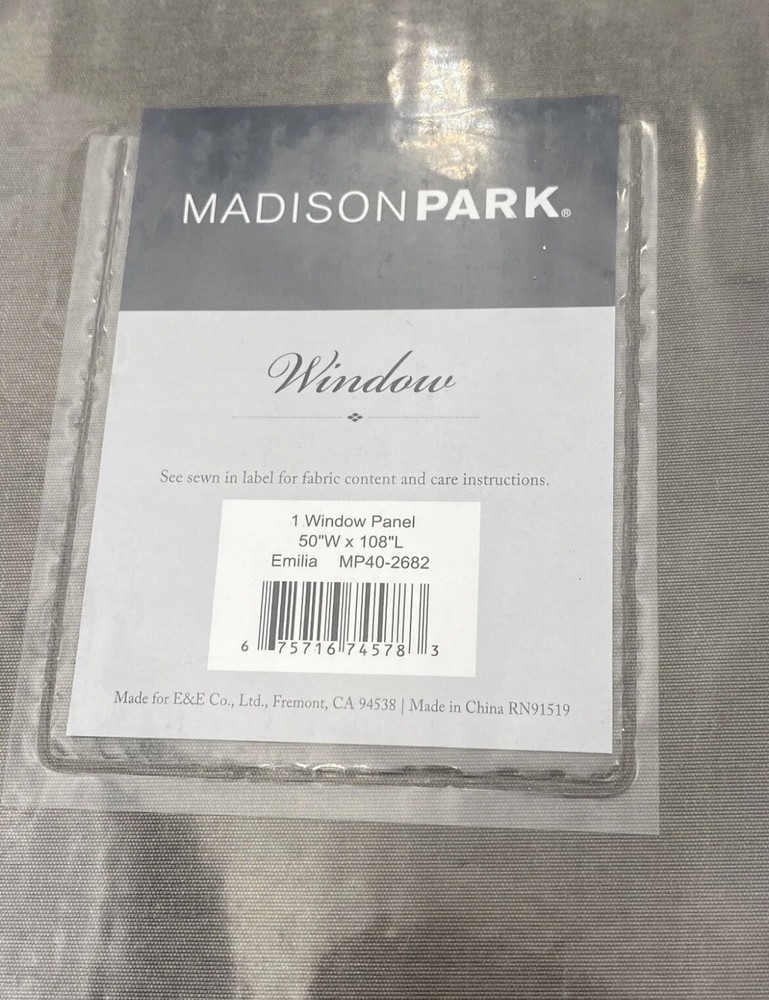 MADISONPARK®
Window
See sewn in label for fabric content and care instructions.
1 Window Panel
50"W x 108"L
Emilia MP40-2682
6 75716 74578 3
Made for E&E Co., Ltd., Fremont, CA 94538 | Made in China RN91519